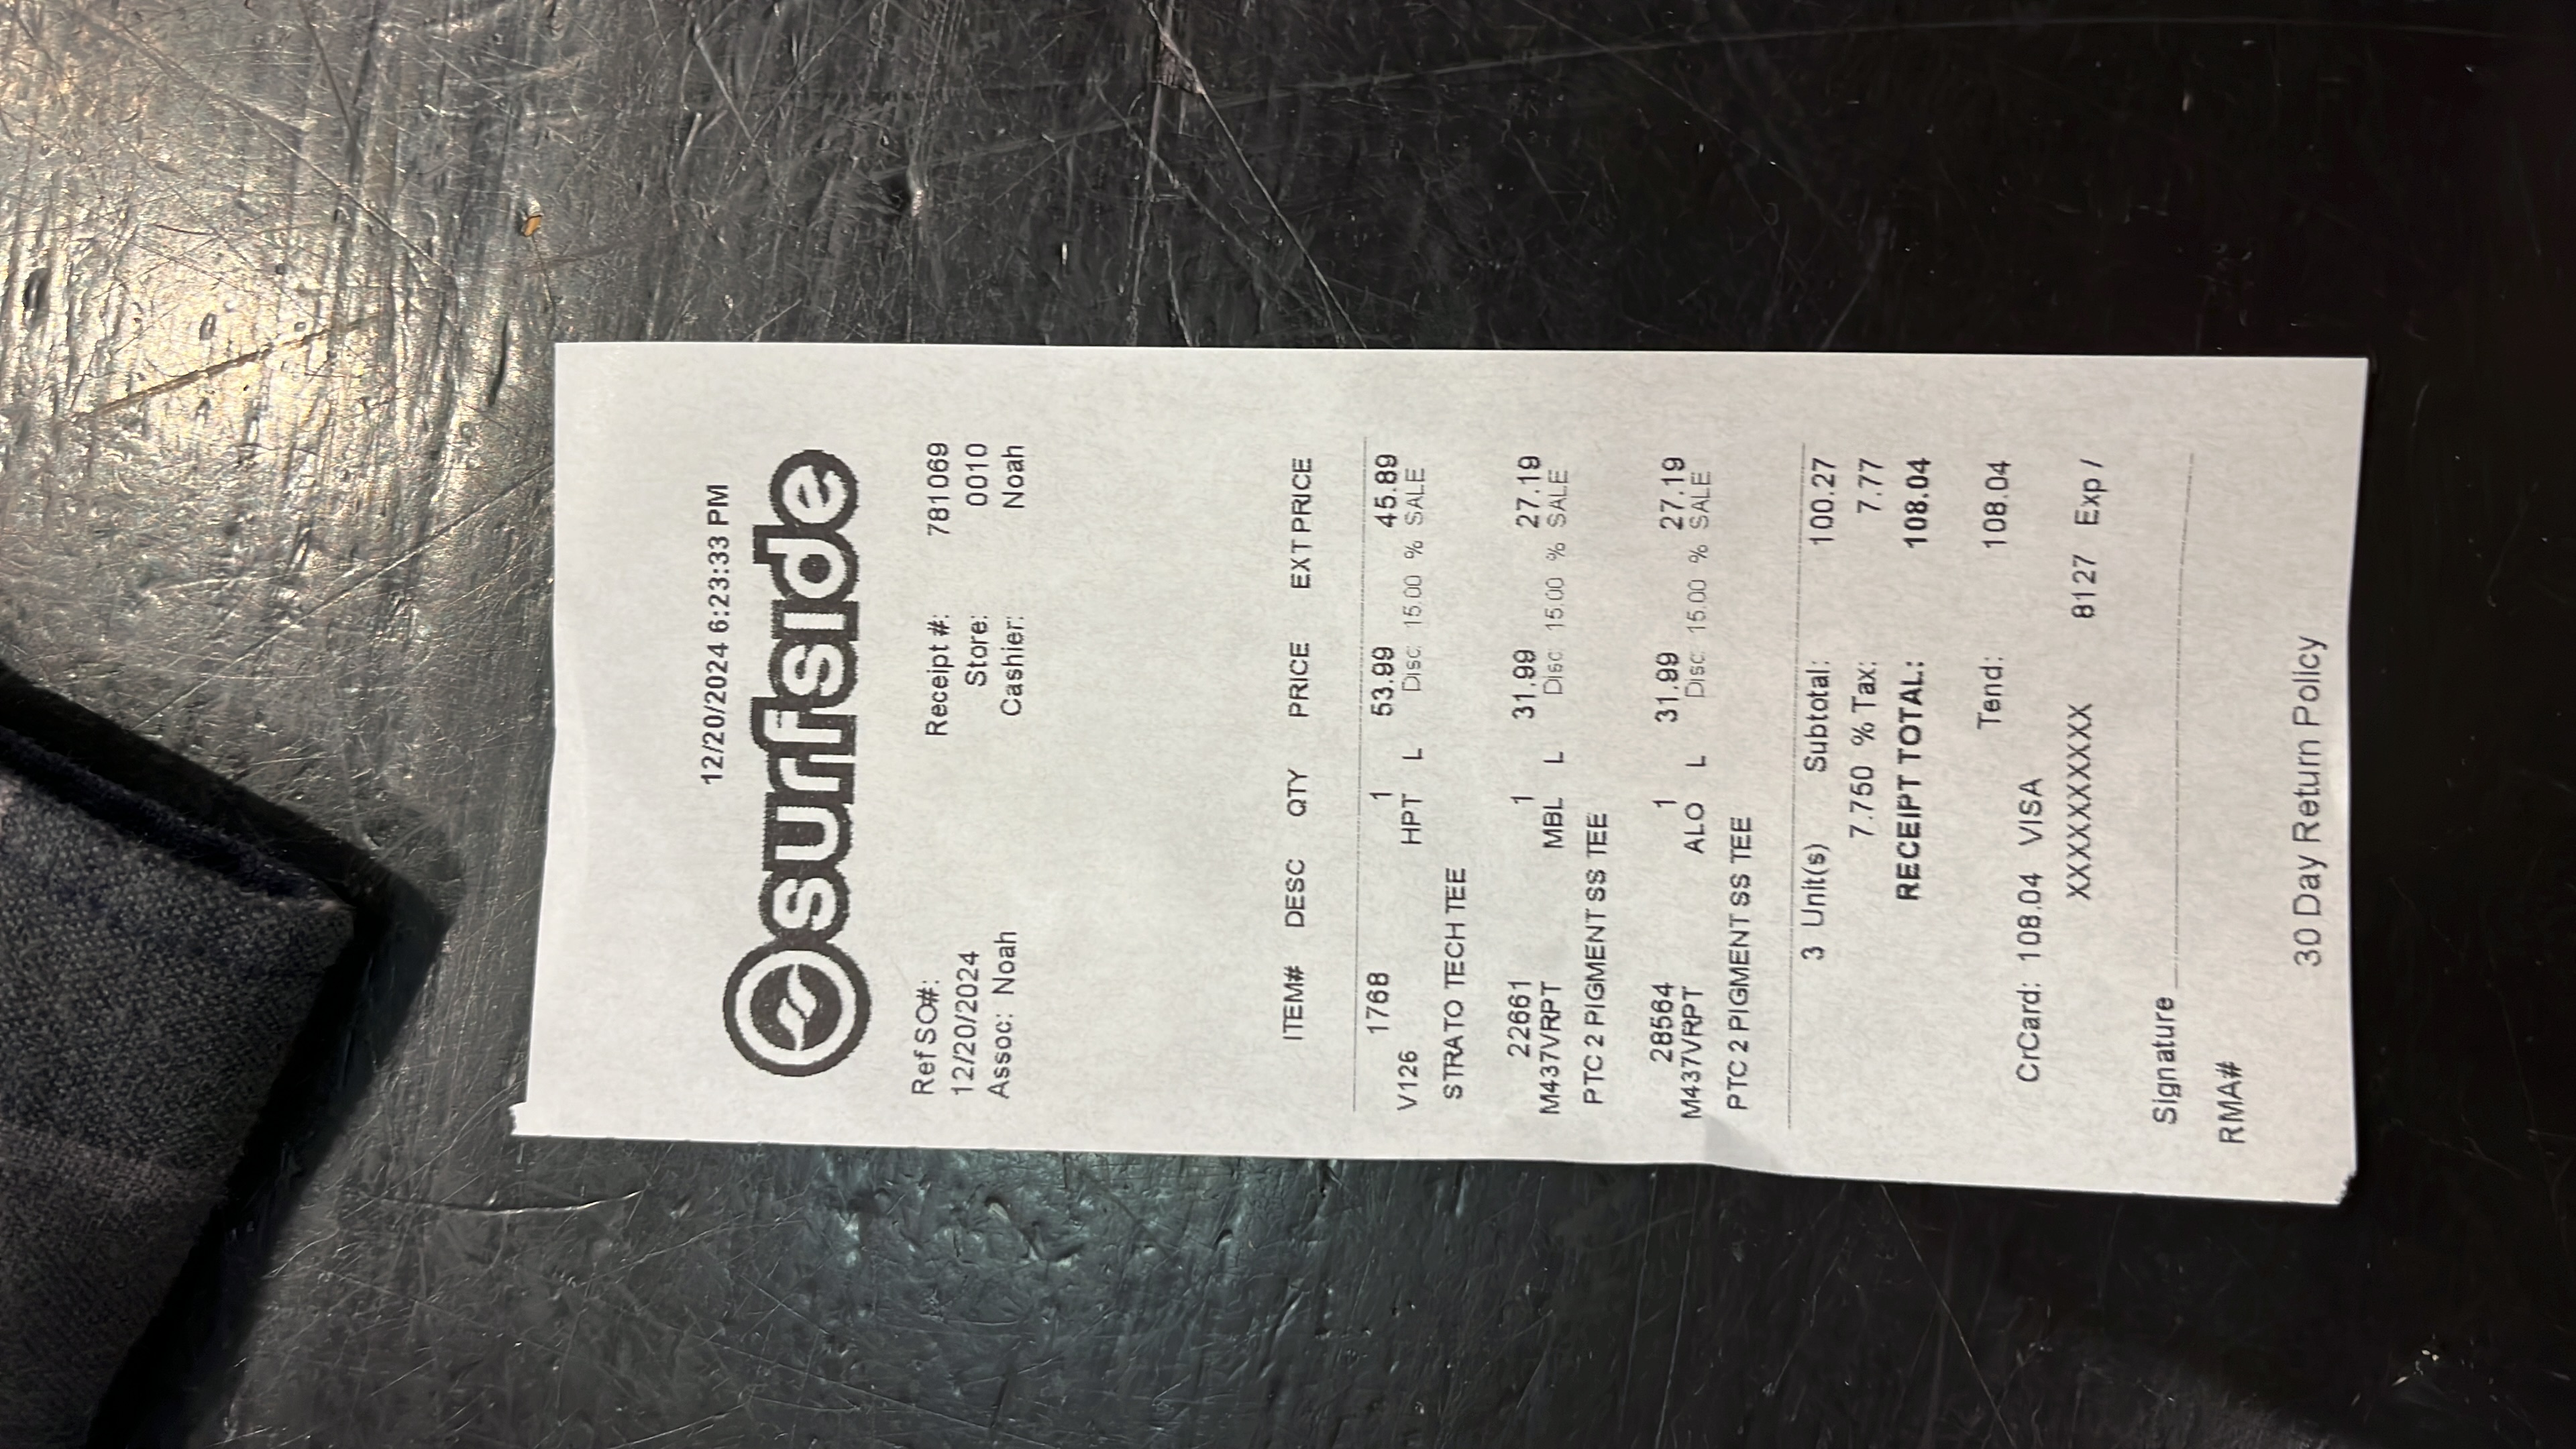 12/20/2024 6:23:33 PM
surfside
RefSO#: Receipt #: 781069
12/20/2024 Store: 0010
Assoc: Noah Cashier: Noah
ITEM# DESC QTY PRICE EXT PRICE
1768 1 53.99 45.89
V126 HPT L Disc: 15.00 % SALE
STRATO TECH TEE
22661 1 31.99 27.19
M437VRPT MBL L Disc: 15.00 % SALE
PTC 2 PIGMENT SS TEE
28564 1 31.99 27.19
M437VRPT ALO L Disc: 15.00 % SALE
PTC 2 PIGMENT SS TEE
3 Unit(s) Subtotal: 100.27
7.750 % Tax: 7.77
RECEIPT TOTAL: 108.04
Tend: 108.04
CrCard: 108.04 VISA
XXXXXXXXXXXX 8127 Exp /
Signature
RMA#
30 Day Return Policy